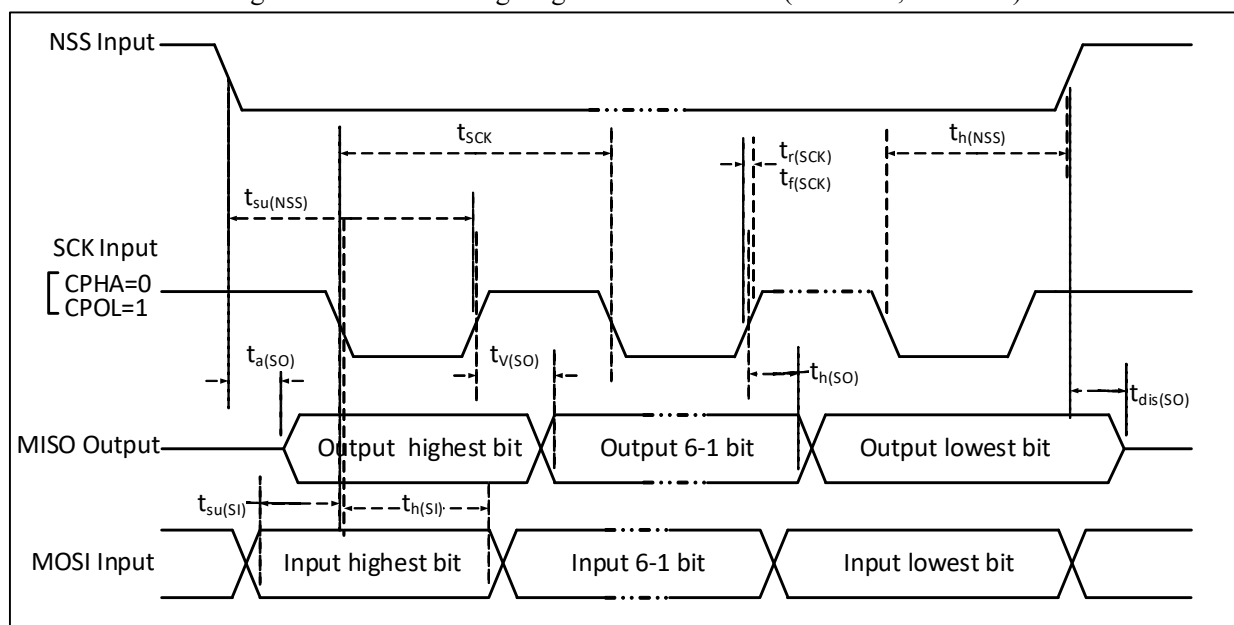 NSS Input
tSCK
th(NSS)
tr(SCK)
tf(SCK)
tsu(NSS)
SCK Input
CPHA=0
CPOL=1
ta(SO)
tV(SO)
th(SO)
tdis(SO)
MISO Output
Output highest bit
Output 6-1 bit
Output lowest bit
tsu(SI)
th(SI)
MOSI Input
Input highest bit
Input 6-1 bit
Input lowest bit